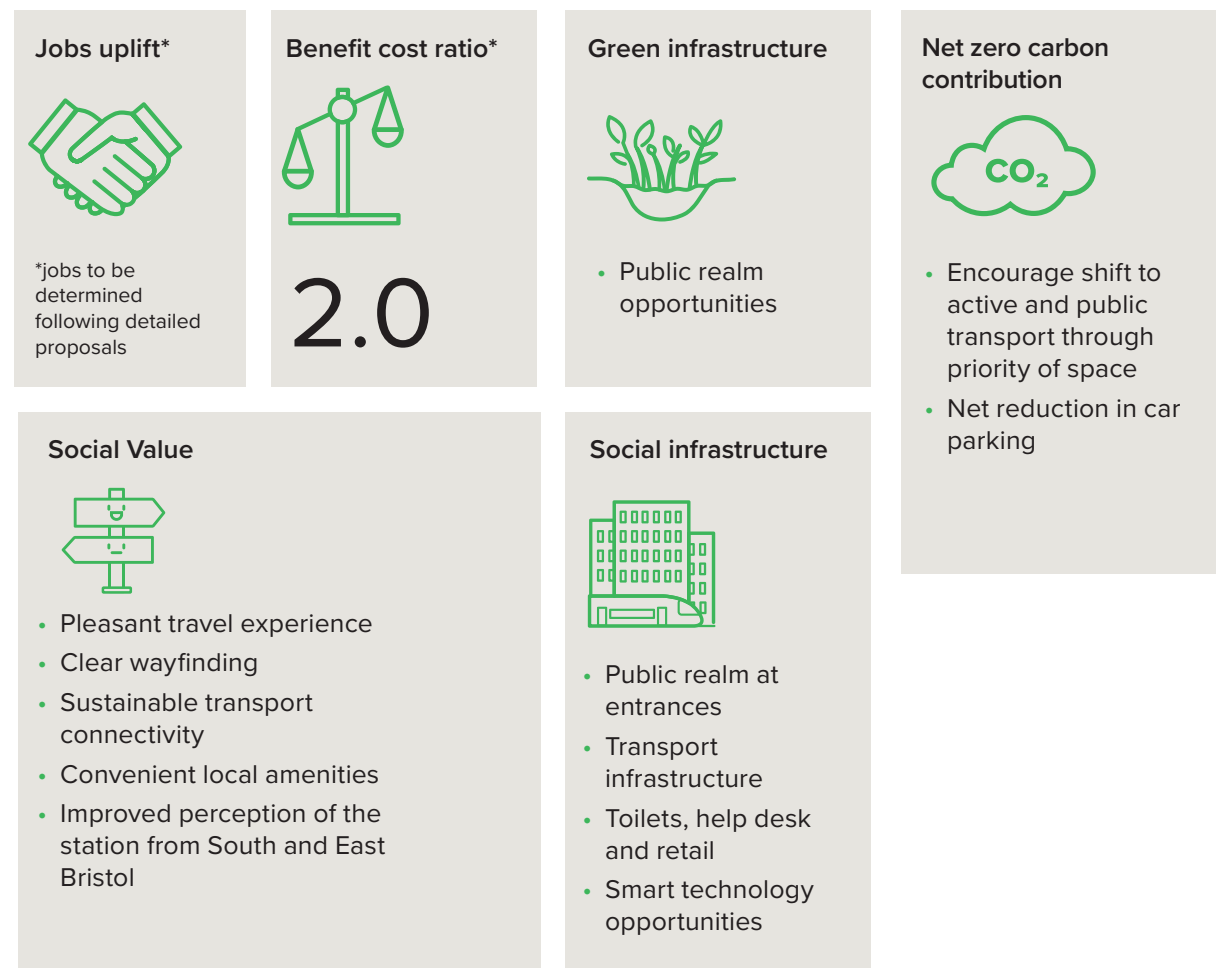 Jobs uplift*
*jobs to be
determined
following detailed
proposals
Benefit cost ratio*
2.0
Green infrastructure
• Public realm
opportunities
Net zero carbon
contribution
CO₂
• Encourage shift to
active and public
transport through
priority of space
• Net reduction in car
parking
Social Value
• Pleasant travel experience
• Clear wayfinding
• Sustainable transport
connectivity
• Convenient local amenities
• Improved perception of the
station from South and East
Bristol
Social infrastructure
• Public realm at
entrances
• Transport
infrastructure
• Toilets, help desk
and retail
• Smart technology
opportunities